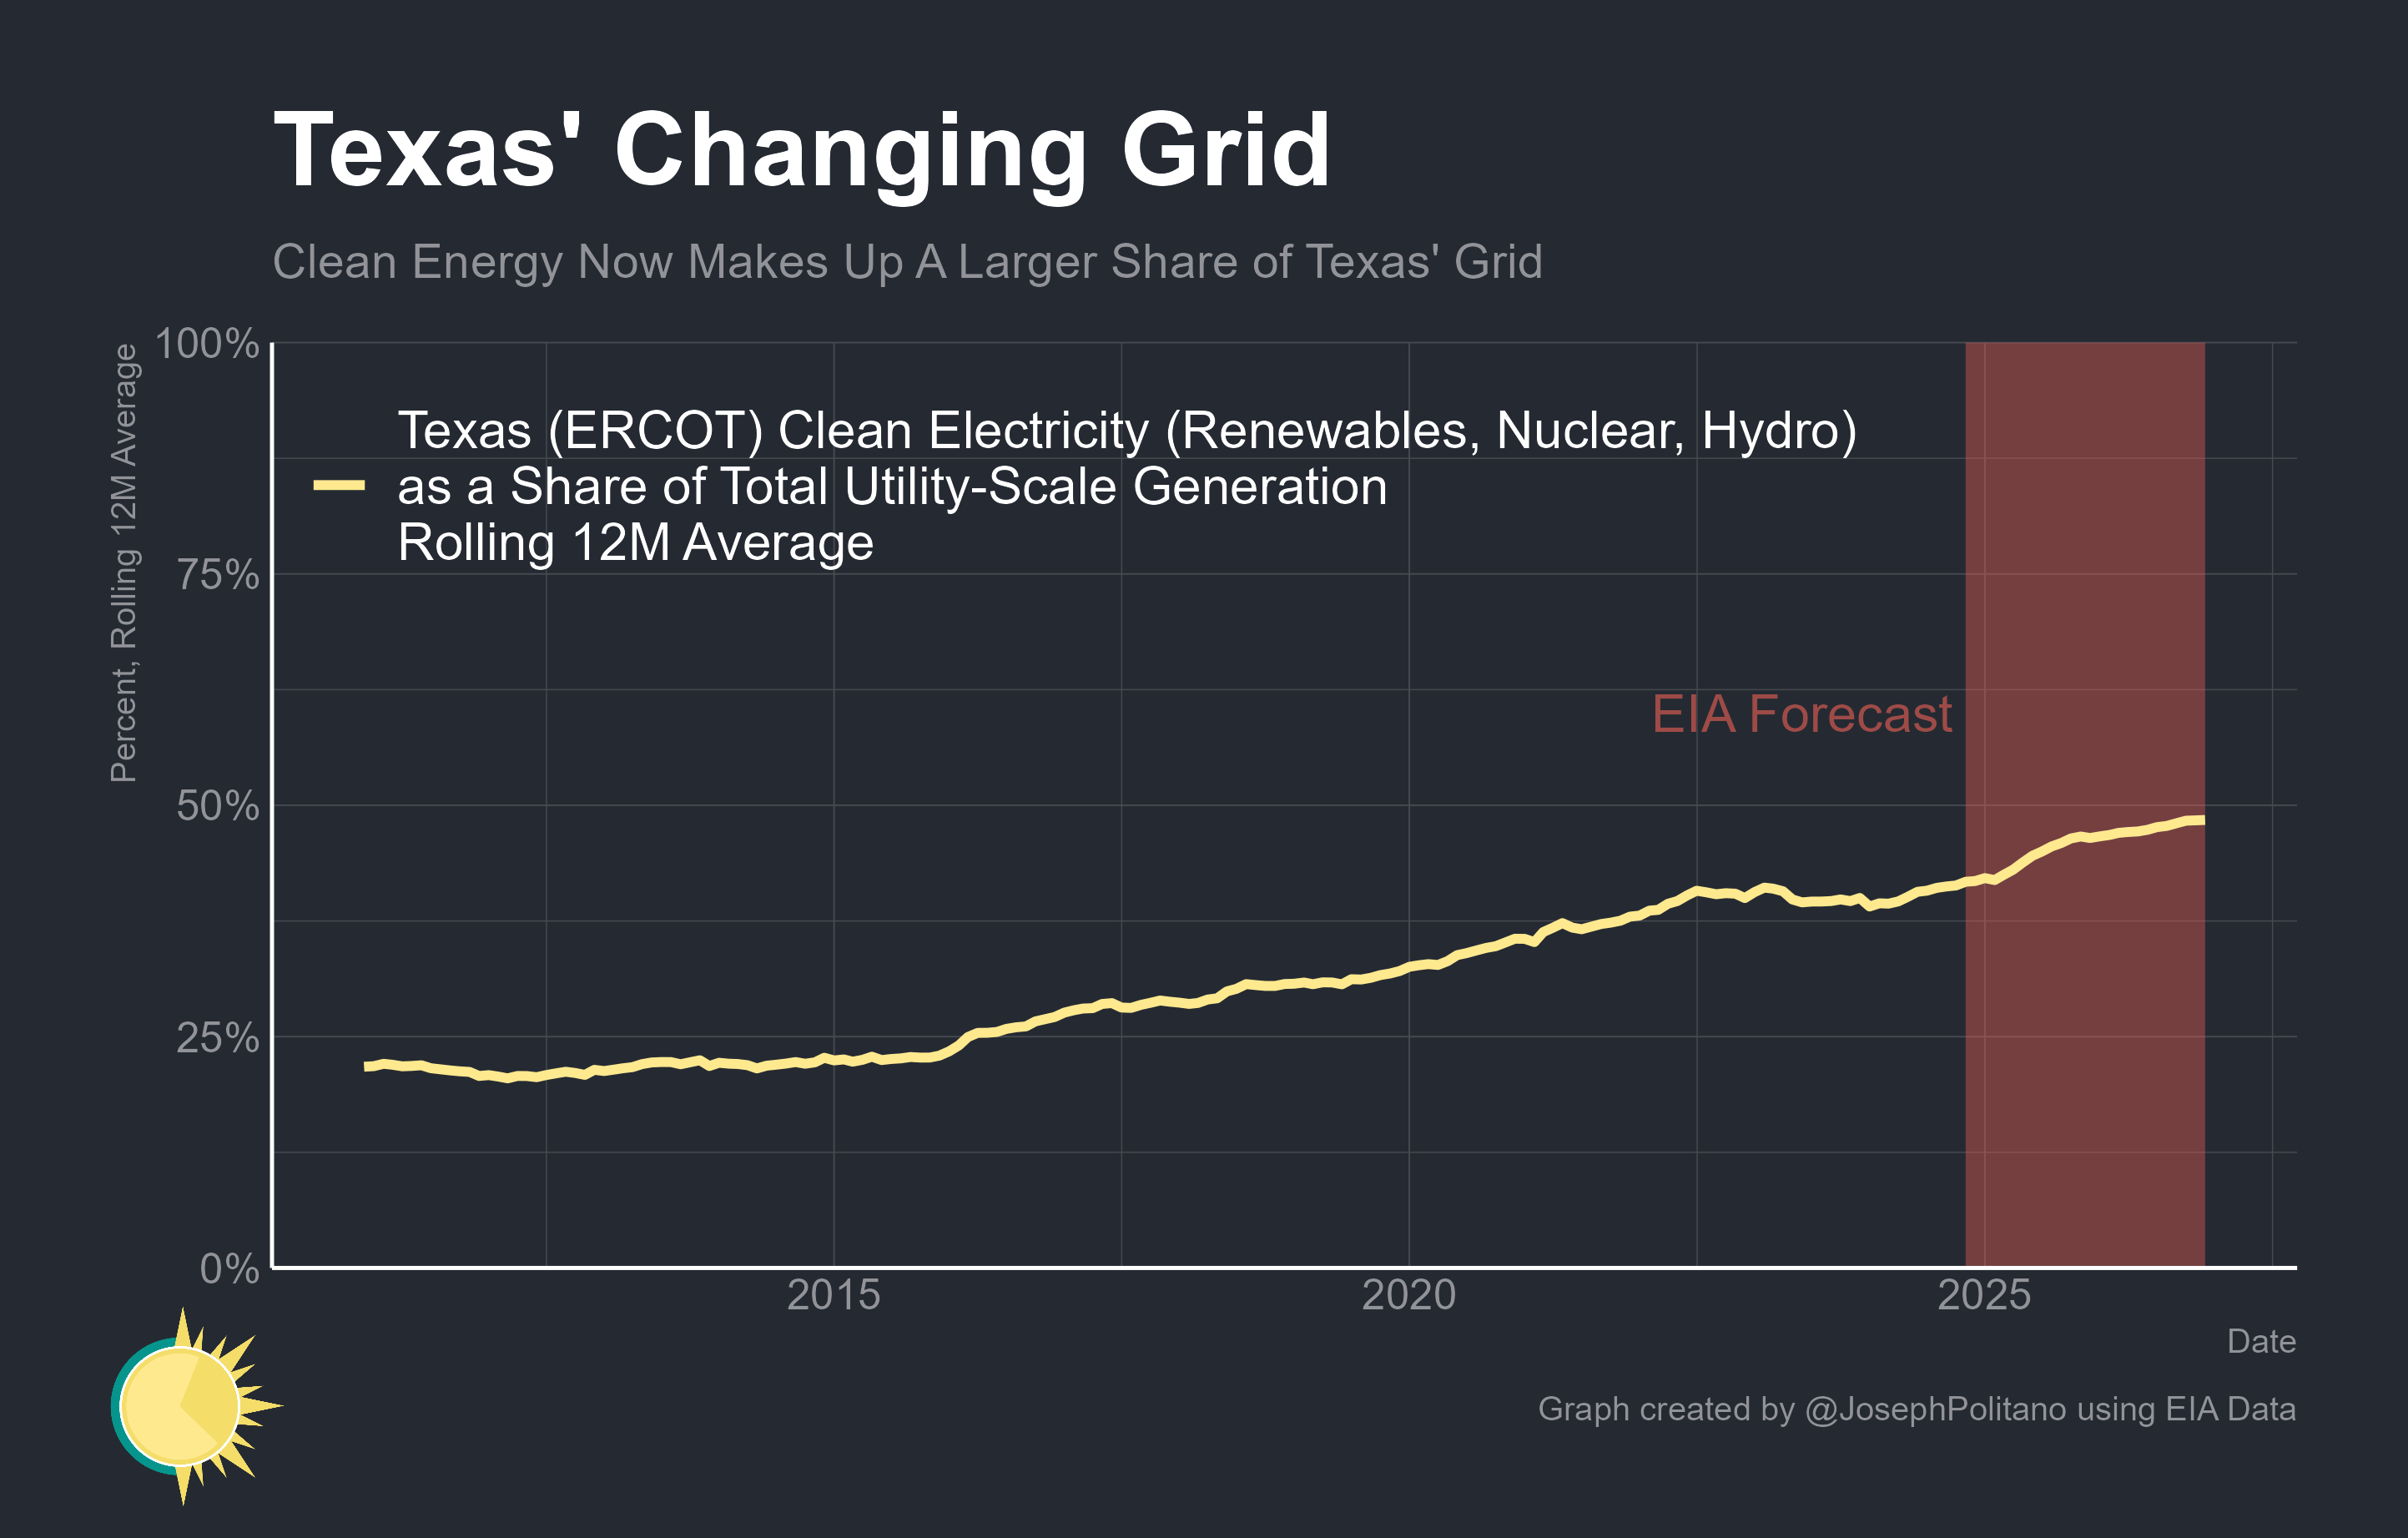 Texas' Changing Grid
Clean Energy Now Makes Up A Larger Share of Texas' Grid
Percent, Rolling 12M Average
100%
75%
50%
25%
0%
Texas (ERCOT) Clean Electricity (Renewables, Nuclear, Hydro)
as a Share of Total Utility-Scale Generation
Rolling 12M Average
EIA Forecast
2015
2020
2025
Date
Graph created by @JosephPolitano using EIA Data